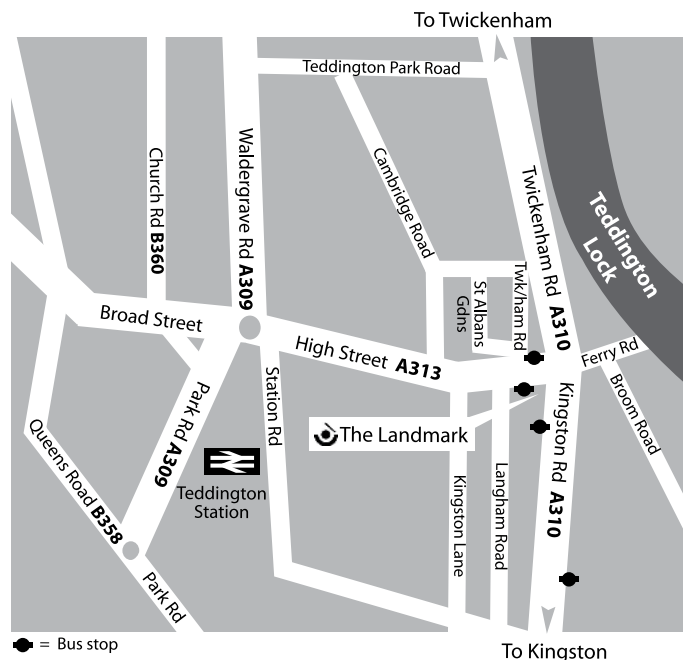 To Twickenham
Teddington Park Road
Church Rd B360
Waldergrave Rd A309
Cambridge Road
Twickenham Rd A310
Teddington
Lock
Twk/ham Rd
St Albans
Gdns
Broad Street
High Street A313
Ferry Rd
Broom Road
Park Rd A309
Station Rd
The Landmark
Kingston Rd A310
Queens Road B358
Teddington
Station
Kingston Lane
Langham Road
Park Rd
= Bus stop
To Kingston